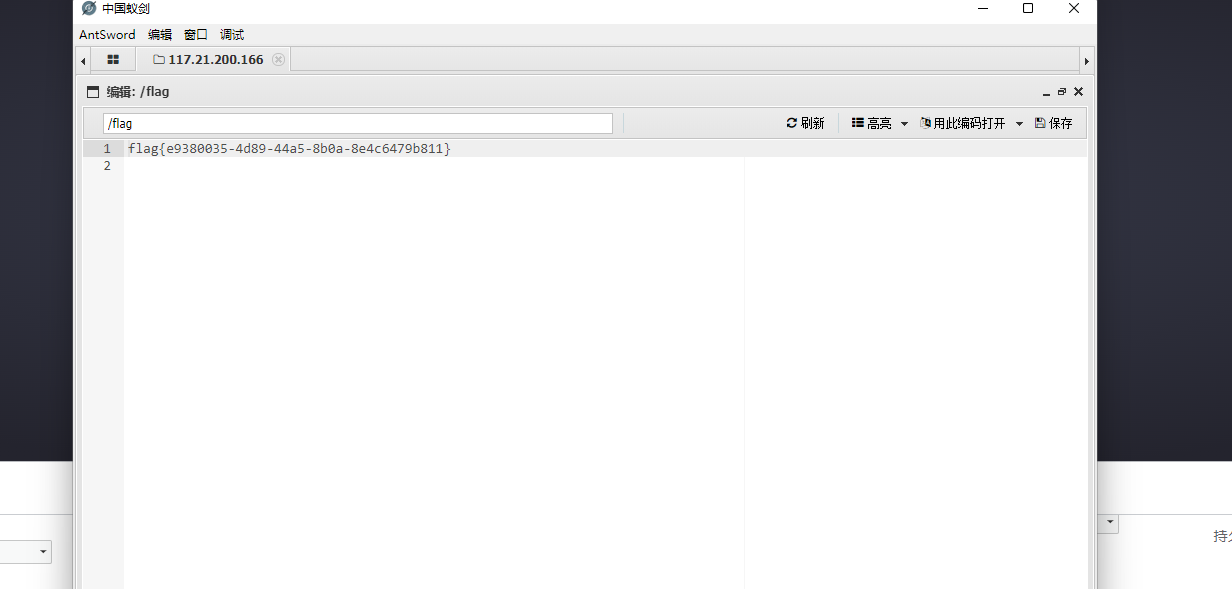 中国蚁剑
AntSword 编辑 窗口 调试
117.21.200.166
编辑: /flag
/flag 刷新 高亮 用此编码打开 保存
1 flag{e9380035-4d89-44a5-8b0a-8e4c6479b811}
2